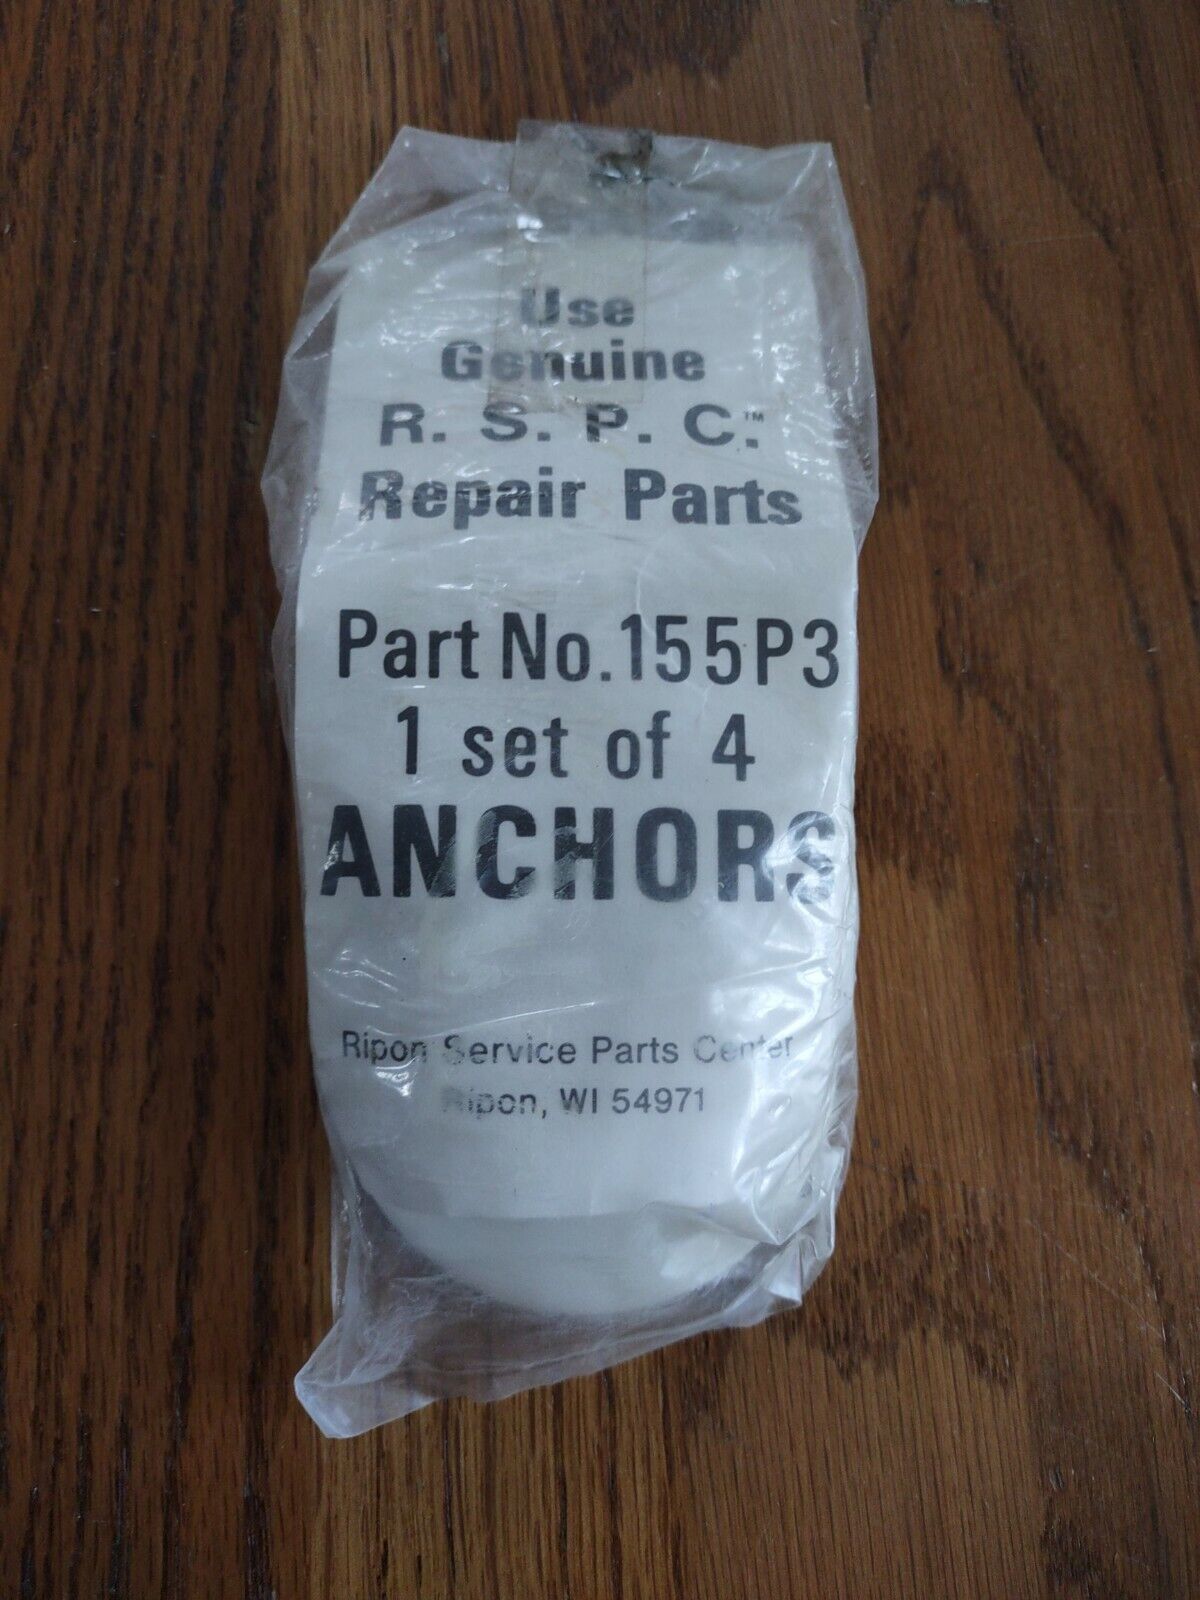 Use
Genuine
R. S. P. C.™
Repair Parts
Part No. 155P3
1 set of 4
ANCHORS
Ripon Service Parts Center
Ripon, WI 54971